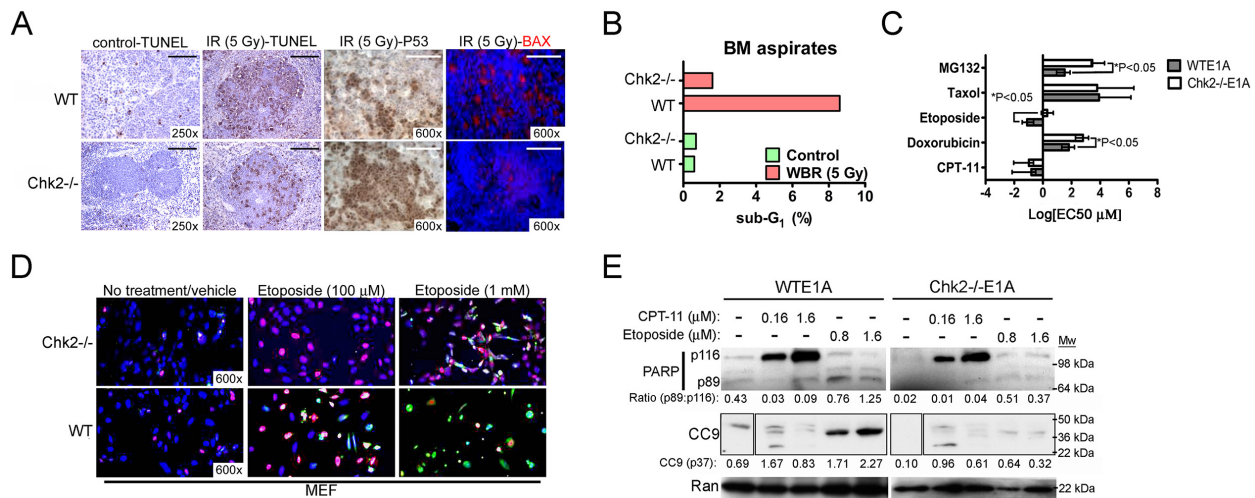 A
control-TUNEL IR (5 Gy)-TUNEL IR (5 Gy)-P53 IR (5 Gy)-BAX
WT
250x 600x 600x
Chk2-/-
250x 600x 600x
B
BM aspirates
Chk2-/-
WT
Chk2-/-
WT
Control
WBR (5 Gy)
0 2 4 6 8 10
sub-G1 (%)
C
WTE1A
Chk2-/-E1A
MG132
*P<0.05
Taxol
*P<0.05
Etoposide
Doxorubicin
*P<0.05
CPT-11
-4 -2 0 2 4 6 8
Log[EC50 µM]
D
No treatment/vehicle Etoposide (100 µM) Etoposide (1 mM)
Chk2-/-
600x
WT
600x
MEF
E
WTE1A Chk2-/-E1A
CPT-11 (µM): - 0.16 1.6 - - - 0.16 1.6 - -
Etoposide (µM): - - - 0.8 1.6 - - - 0.8 1.6
Mw
p116
98 kDa
PARP
p89
64 kDa
Ratio (p89:p116) 0.43 0.03 0.09 0.76 1.25 0.02 0.01 0.04 0.51 0.37
50 kDa
CC9
36 kDa
22 kDa
CC9 (p37) 0.69 1.67 0.83 1.71 2.27 0.10 0.96 0.61 0.64 0.32
Ran
22 kDa